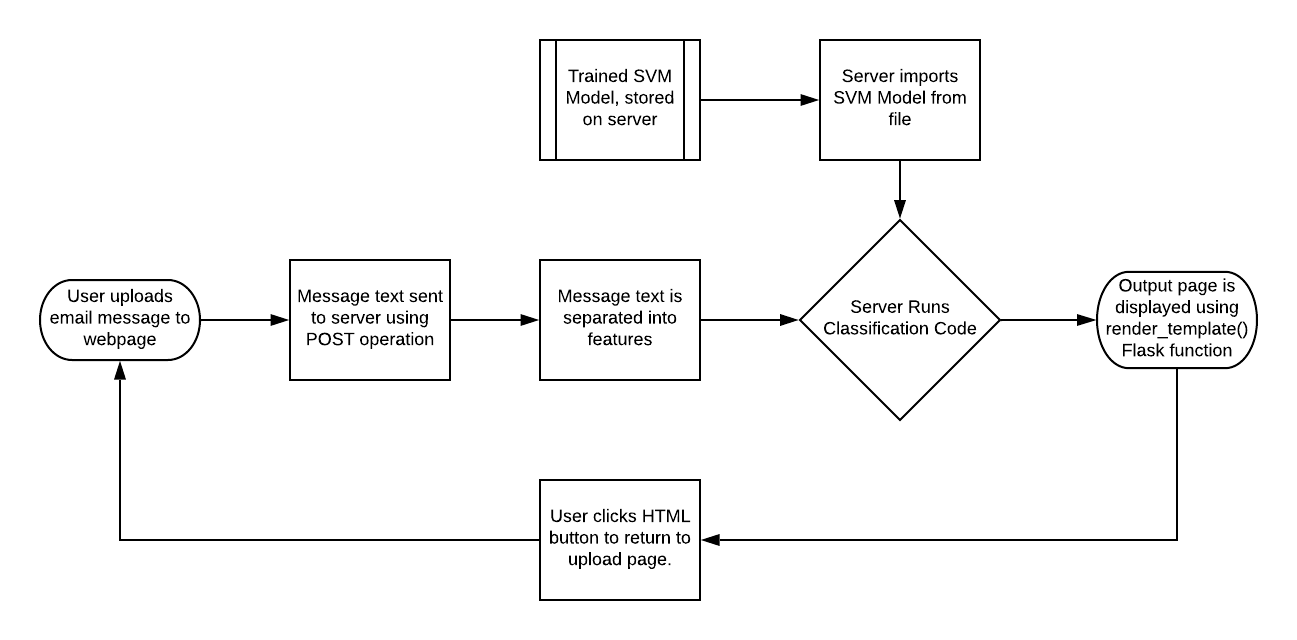 Trained SVM
Model, stored
on server
Server imports
SVM Model from
file
User uploads
email message to
webpage
Message text sent
to server using
POST operation
Message text is
separated into
features
Server Runs
Classification Code
Output page is
displayed using
render_template()
Flask function
User clicks HTML
button to return to
upload page.